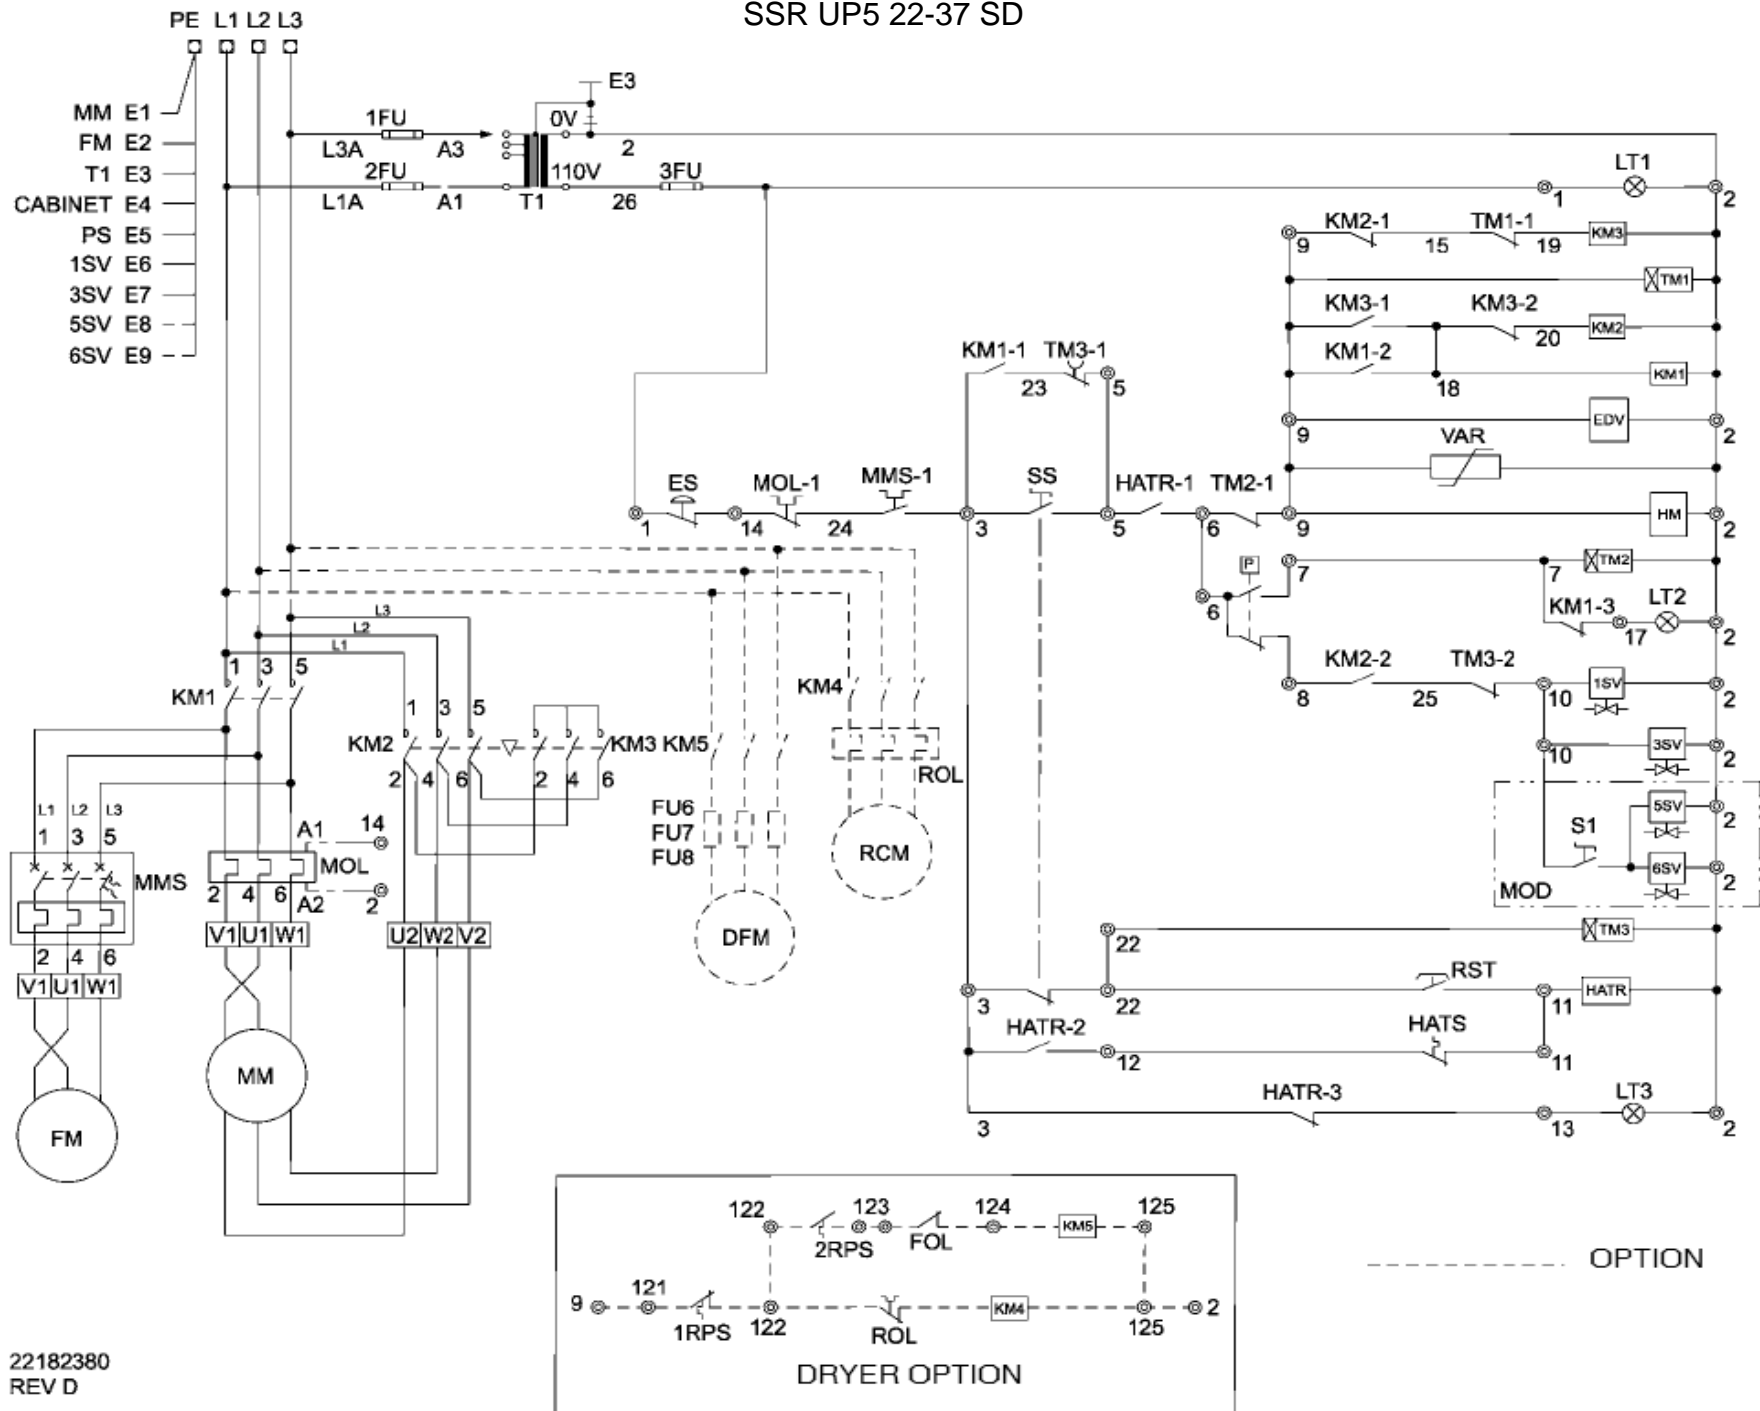 SSR UP5 22-37 SD
PE L1 L2 L3
MM E1
FM E2
T1 E3
CABINET E4
PS E5
1SV E6
3SV E7
5SV E8
6SV E9
1FU
L3A A3
2FU
L1A A1
T1
0V
E3
2
110V
26
3FU
LT1
1 2
KM2-1 TM1-1
9 15 19 KM3
TM1
KM3-1 KM3-2
20 KM2
KM1-2
18 KM1
KM1-1 TM3-1
23 5
9 EDV 2
VAR
ES MOL-1 MMS-1 SS HATR-1 TM2-1
1 14 24 3 5 6 9 HM 2
P
7 7 TM2
6
KM1-3 LT2
17 2
KM2-2 TM3-2
8 25 10 1SV 2
10 3SV 2
5SV 2
S1
6SV 2
MOD
22 TM3
RST
3 22 11 HATR
HATR-2 HATS
12 11
HATR-3 LT3
3 13 2
L3
L2
L1
1 3 5
KM1
1 3 5
KM2 KM3
2 4 6 2 4 6
KM5
KM4
ROL
FU6
FU7
FU8
RCM
DFM
L1 L2 L3
1 3 5
MMS
2 4 6
V1 U1 W1
FM
A1 14
MOL
2 4 6
A2 2
V1 U1 W1
U2 W2 V2
MM
122 123 124 125
2RPS FOL KM5
9 121 122 125 2
1RPS ROL KM4
DRYER OPTION
OPTION
22182380
REV D